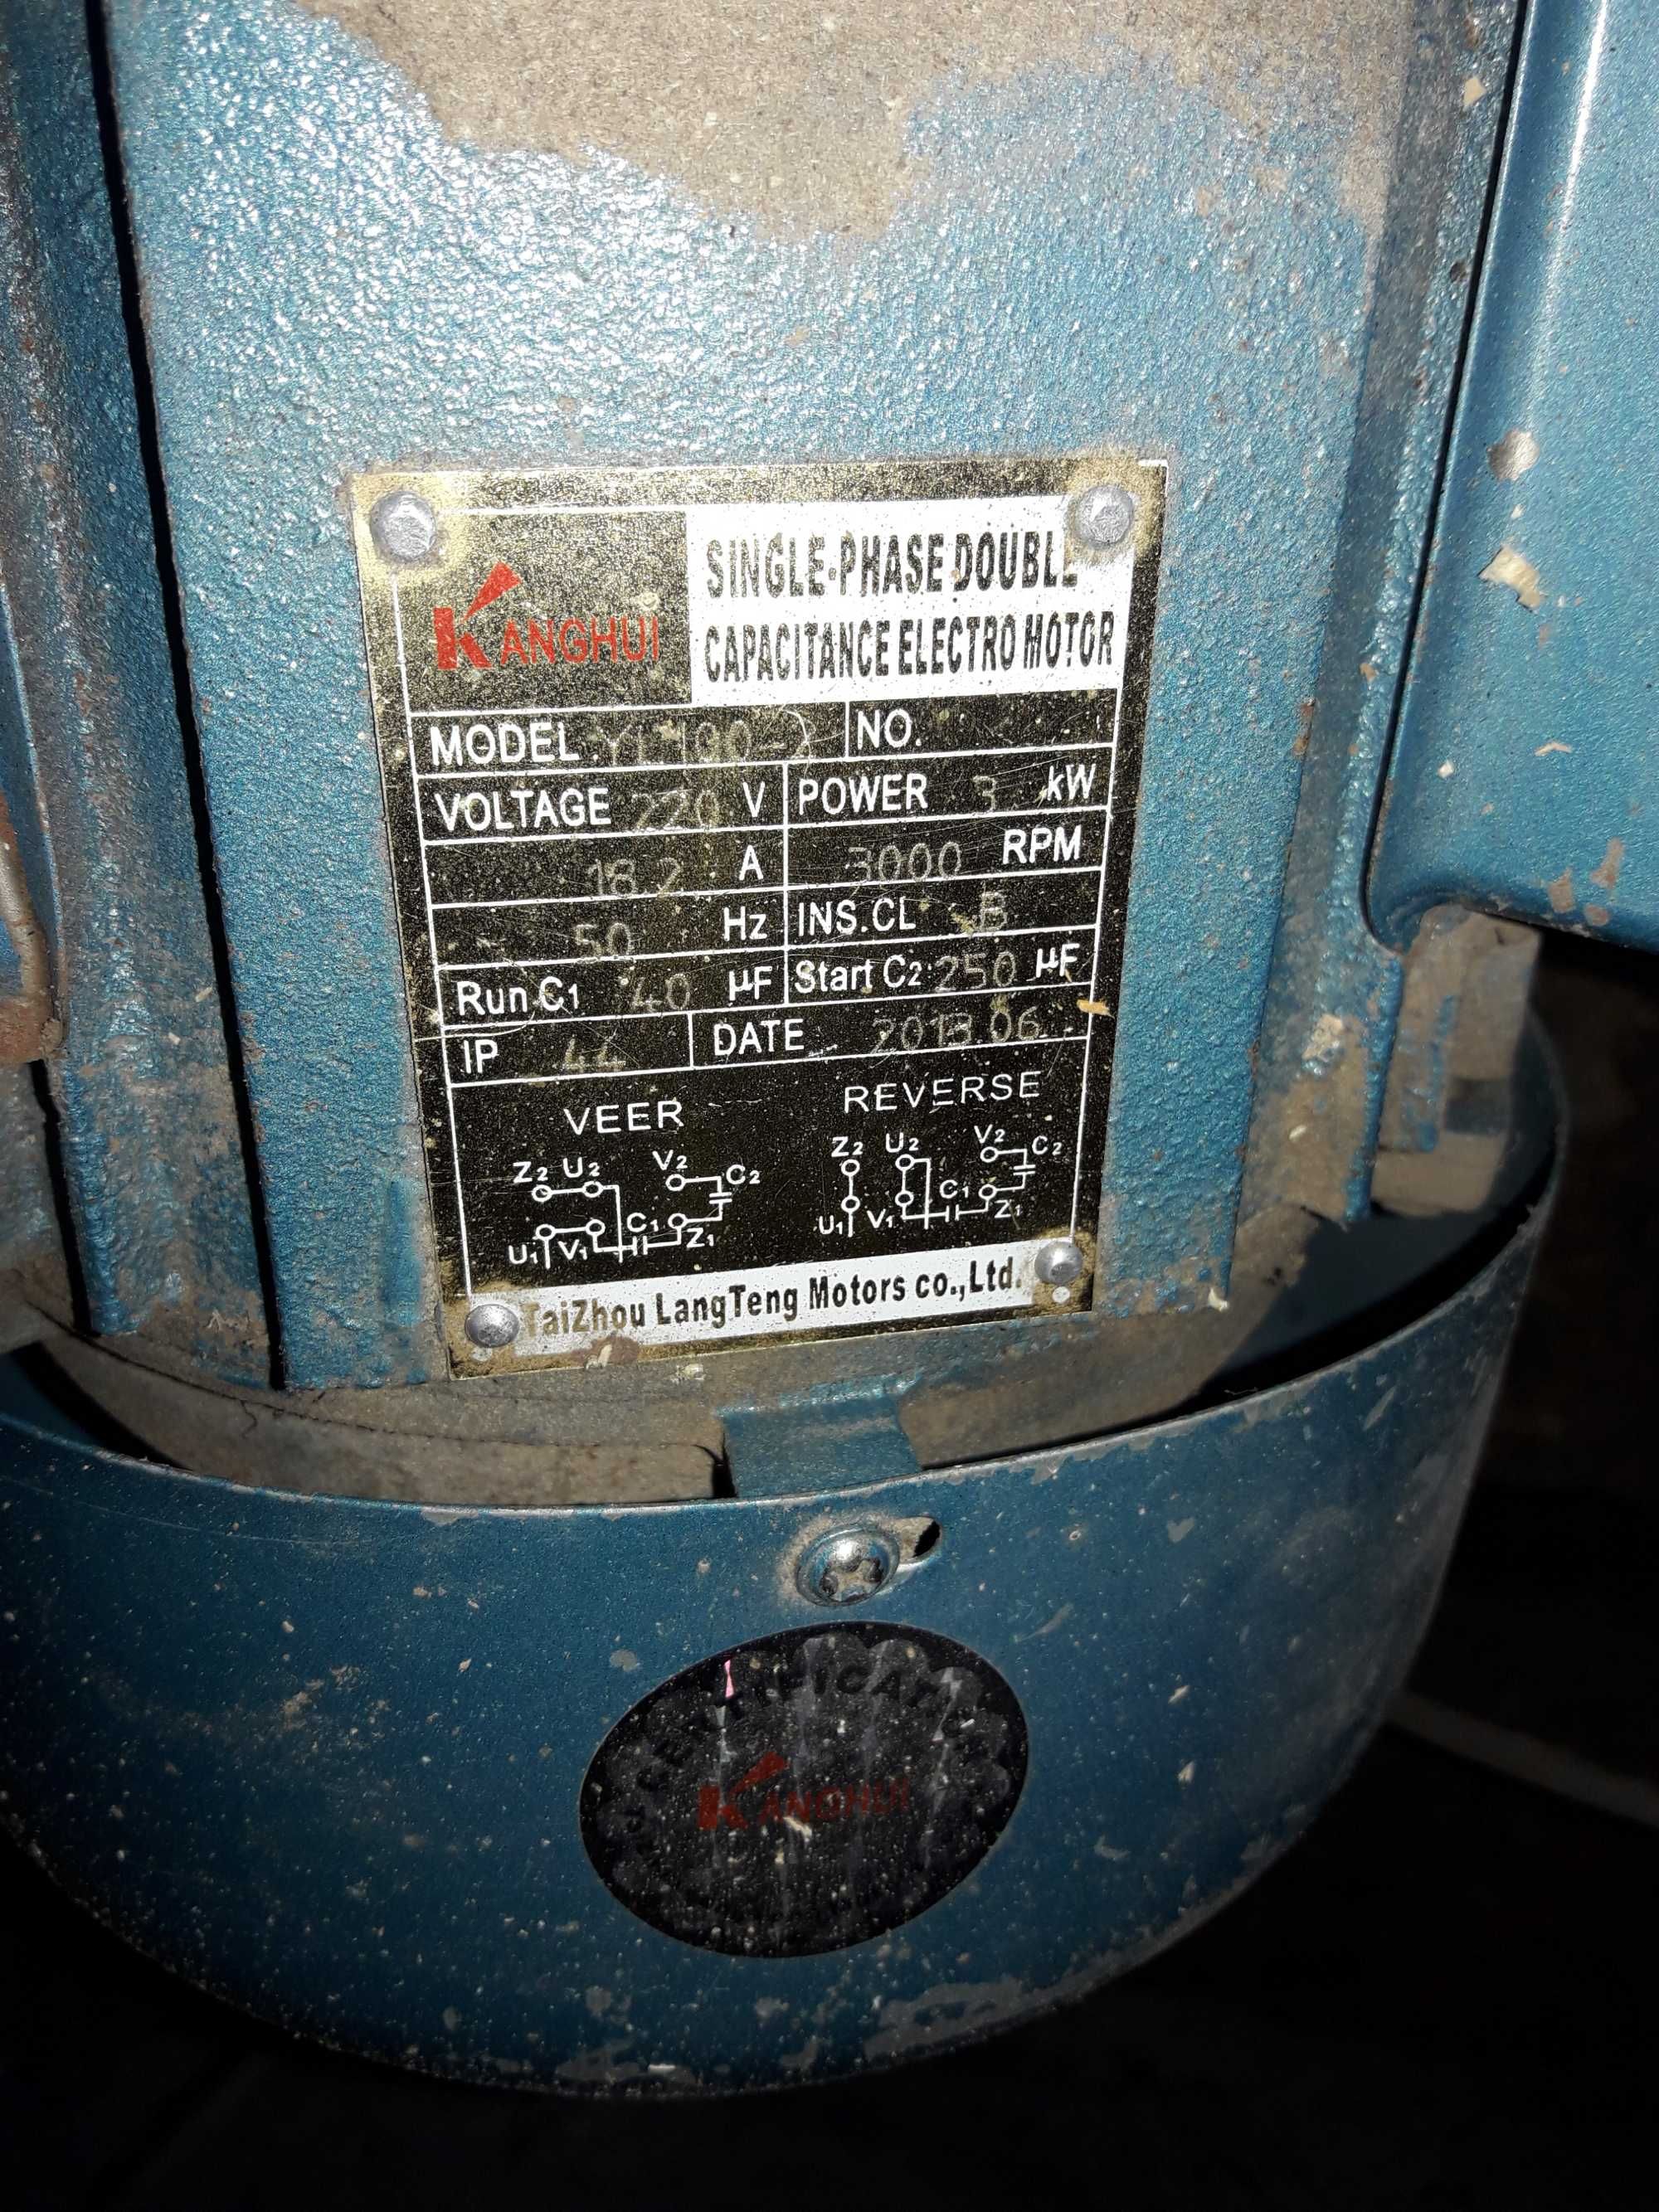 KANGHUI
SINGLE-PHASE DOUBLE
CAPACITANCE ELECTRO MOTOR
MODEL NO.
VOLTAGE 220 V POWER 3 kW
18.2 A 3000 RPM
50 Hz INS.CL B
Run C1 40 μF Start C2 250 μF
IP 44 DATE 2013.06
VEER REVERSE
Z2 U2 V2 C2 Z2 U2 V2 C2
U1 V1 C1 Z1 U1 V1 C1 Z1
TaiZhou LangTeng Motors co.,Ltd.
KANGHUI